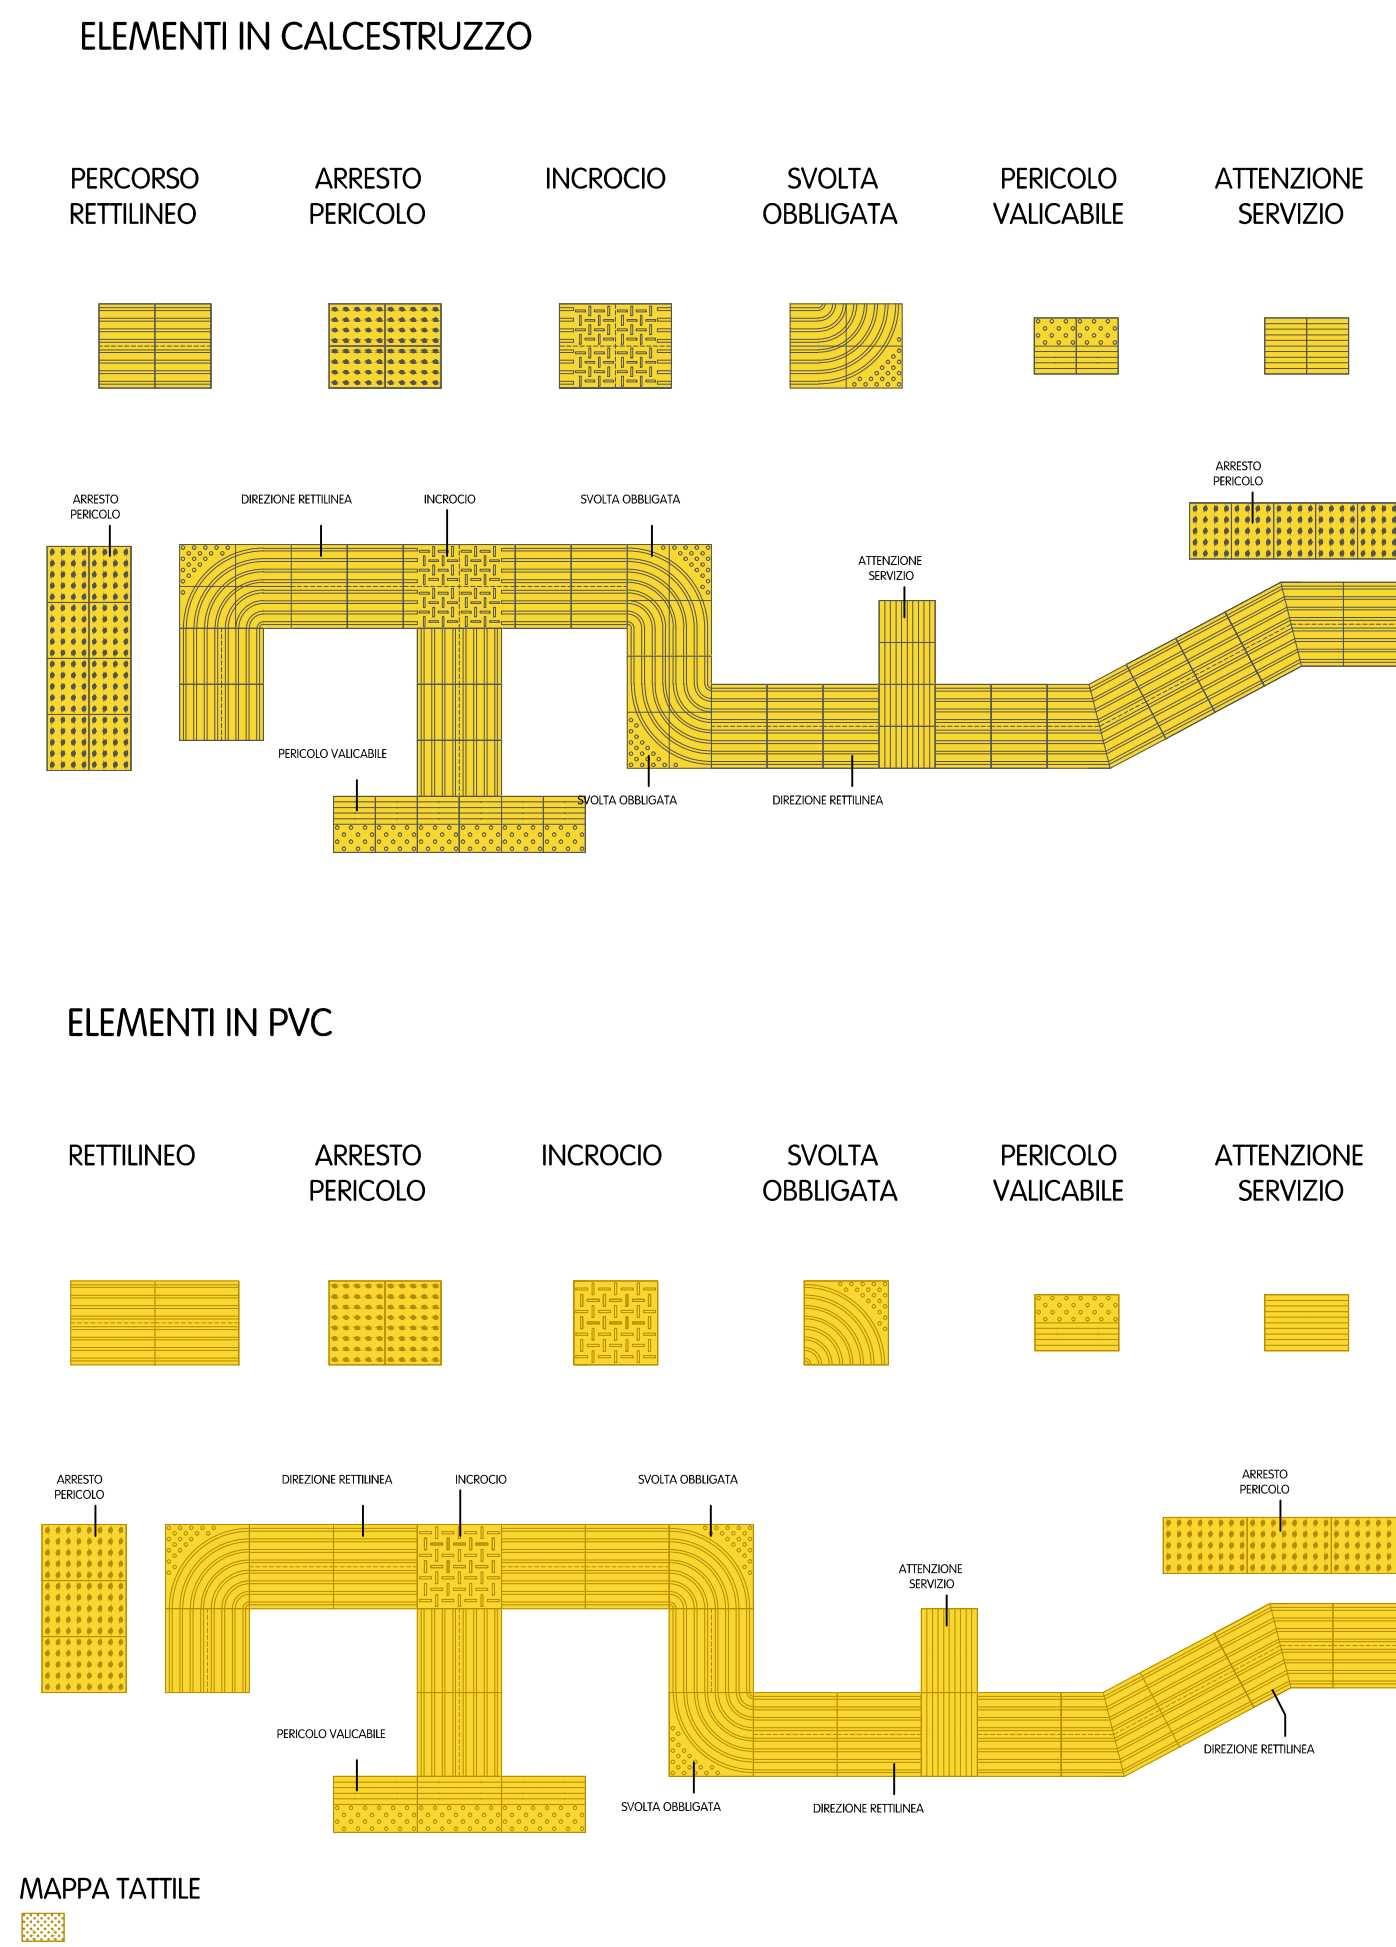 ELEMENTI IN CALCESTRUZZO
PERCORSO
RETTILINEO
ARRESTO
PERICOLO
INCROCIO
SVOLTA
OBBLIGATA
PERICOLO
VALICABILE
ATTENZIONE
SERVIZIO
ARRESTO
PERICOLO
ARRESTO
PERICOLO
DIREZIONE RETTILINEA
INCROCIO
SVOLTA OBBLIGATA
ATTENZIONE
SERVIZIO
PERICOLO VALICABILE
SVOLTA OBBLIGATA
DIREZIONE RETTILINEA
ELEMENTI IN PVC
RETTILINEO
ARRESTO
PERICOLO
INCROCIO
SVOLTA
OBBLIGATA
PERICOLO
VALICABILE
ATTENZIONE
SERVIZIO
ARRESTO
PERICOLO
DIREZIONE RETTILINEA
INCROCIO
SVOLTA OBBLIGATA
ARRESTO
PERICOLO
ATTENZIONE
SERVIZIO
PERICOLO VALICABILE
DIREZIONE RETTILINEA
SVOLTA OBBLIGATA
DIREZIONE RETTILINEA
MAPPA TATTILE